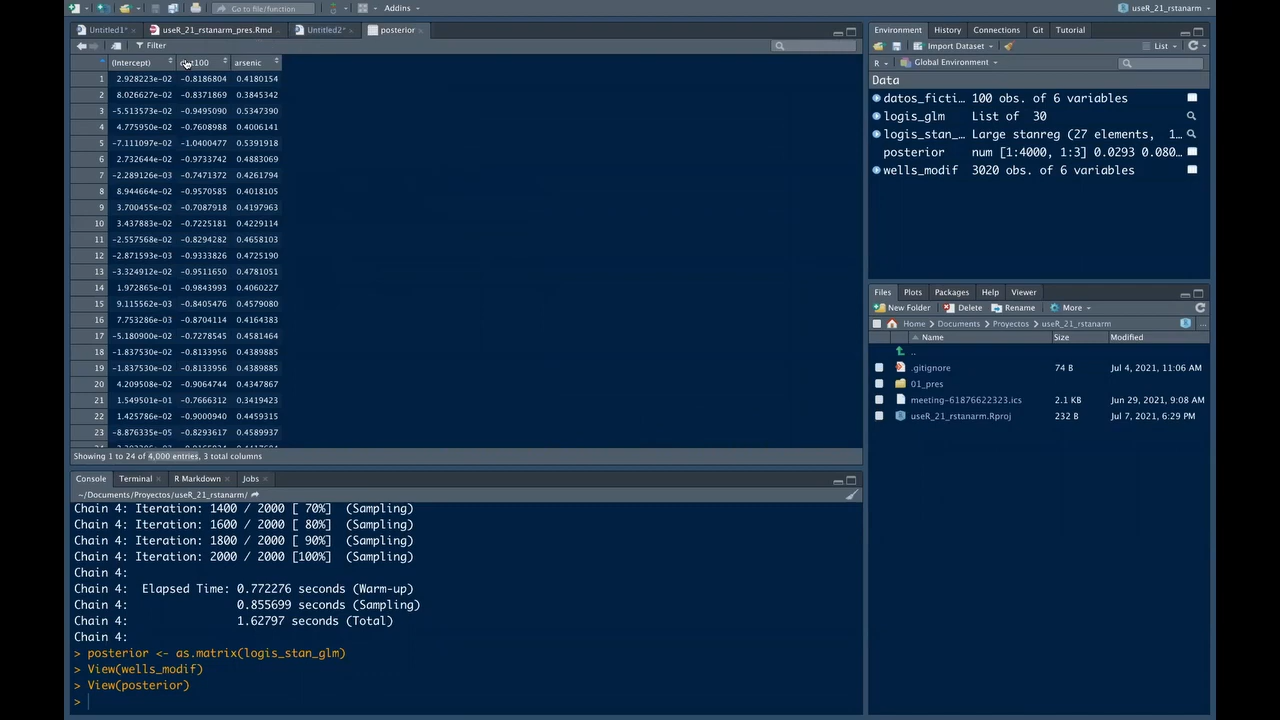 Go to file/function
Addins
useR_21_rstanarm
Untitled1*
useR_21_rstanarm_pres.Rmd
Untitled2*
posterior
Filter
(Intercept) arsenic
1 2.928223e-02 -0.8186804 0.4180154
2 8.026627e-02 -0.8371869 0.3845342
3 -5.513573e-02 -0.9495090 0.5347390
4 4.775950e-02 -0.7608988 0.4006141
5 -7.111097e-02 -1.0400477 0.5391918
6 2.732644e-02 -0.9733742 0.4883069
7 -2.289126e-03 -0.7471372 0.4261794
8 8.944664e-02 -0.9570585 0.4018105
9 3.700455e-02 -0.7087918 0.4197963
10 3.437883e-02 -0.7225181 0.4229114
11 -2.557568e-02 -0.8294282 0.4658103
12 -2.871593e-03 -0.9333826 0.4725190
13 -3.324912e-02 -0.9511650 0.4781051
14 1.972865e-01 -0.9843993 0.4060227
15 9.115562e-03 -0.8405476 0.4579080
16 7.753286e-03 -0.8704114 0.4164383
17 -5.180900e-02 -0.7278545 0.4581464
18 -1.837530e-02 -0.8133956 0.4389885
19 -1.837530e-02 -0.8133956 0.4389885
20 4.209508e-02 -0.9064744 0.4347867
21 1.549501e-01 -0.7666312 0.3419423
22 1.425786e-02 -0.9000940 0.4459315
23 -8.876335e-05 -0.8293617 0.4589937
Showing 1 to 24 of 4,000 entries, 3 total columns
Console
Terminal
R Markdown
Jobs
~/Documents/Proyectos/useR_21_rstanarm/
Chain 4: Iteration: 1400 / 2000 [ 70%]  (Sampling)
Chain 4: Iteration: 1600 / 2000 [ 80%]  (Sampling)
Chain 4: Iteration: 1800 / 2000 [ 90%]  (Sampling)
Chain 4: Iteration: 2000 / 2000 [100%]  (Sampling)
Chain 4:
Chain 4:  Elapsed Time: 0.772276 seconds (Warm-up)
Chain 4:                0.855699 seconds (Sampling)
Chain 4:                1.62797 seconds (Total)
Chain 4:
> posterior <- as.matrix(logis_stan_glm)
> View(wells_modif)
> View(posterior)
>
Environment
History
Connections
Git
Tutorial
Import Dataset
List
R
Global Environment
Data
datos_ficti… 100 obs. of 6 variables
logis_glm List of  30
logis_stan_… Large stanreg (27 elements,  1…
posterior num [1:4000, 1:3] 0.0293 0.080…
wells_modif 3020 obs. of 6 variables
Files
Plots
Packages
Help
Viewer
New Folder
Delete
Rename
More
Home
Documents
Proyectos
useR_21_rstanarm
...
Name Size Modified
..
.gitignore 74 B Jul 4, 2021, 11:06 AM
01_pres
meeting-61876622323.ics 2.1 KB Jun 29, 2021, 9:08 AM
useR_21_rstanarm.Rproj 232 B Jul 7, 2021, 6:29 PM